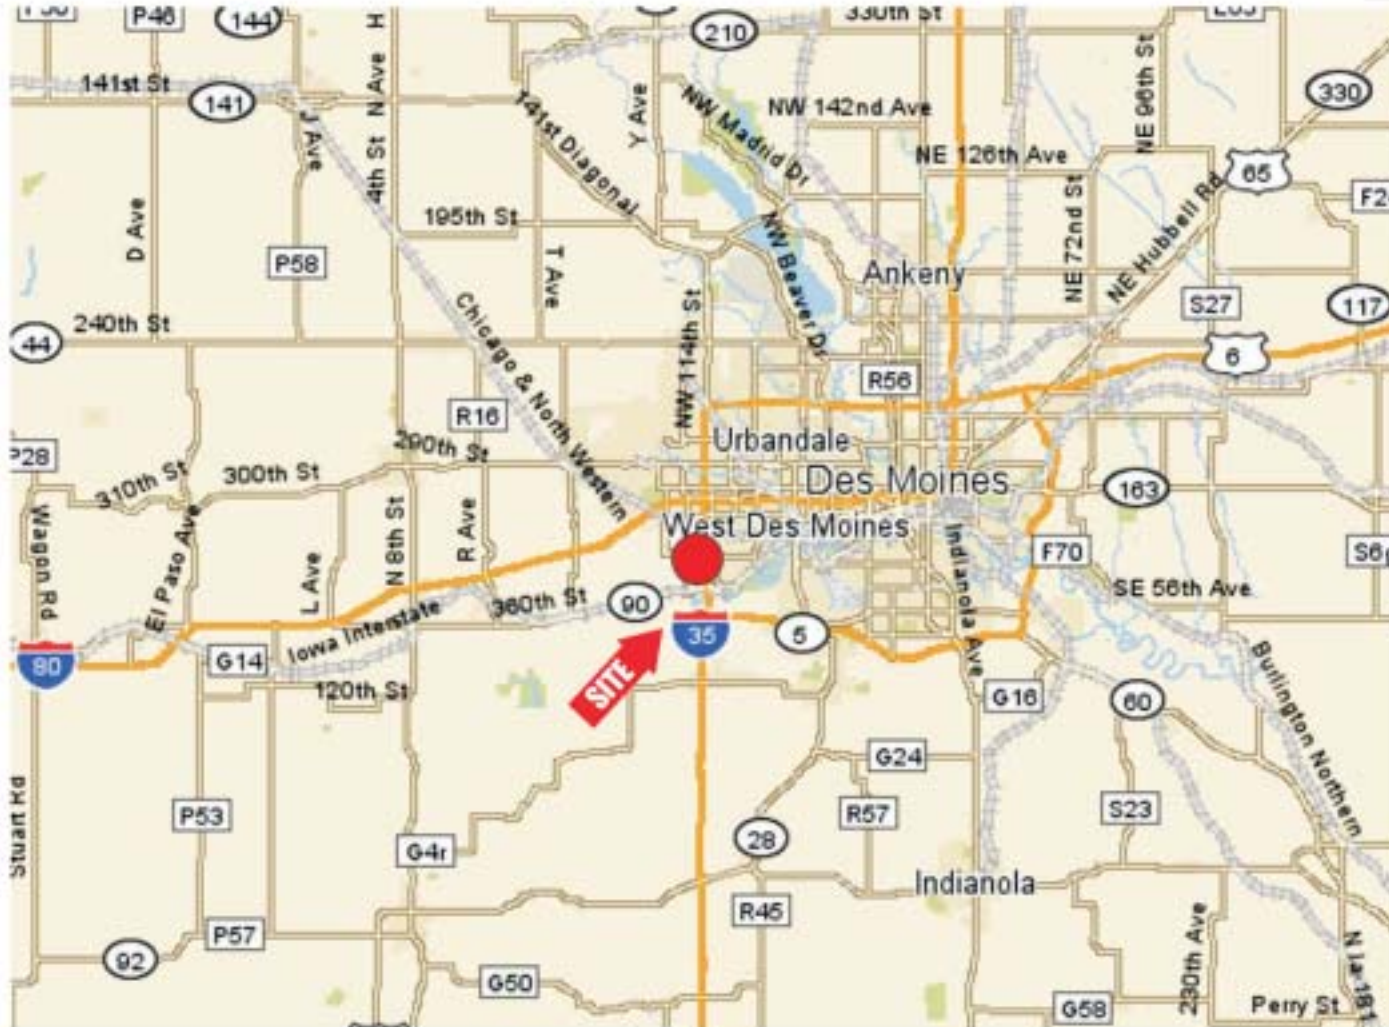 P46
144
210
330th St
141st St
141
J Ave
4th St
N Ave
H
141st Diagonal
Y Ave
NW Madrid Dr
NW 142nd Ave
NE 126th Ave
NE 96th St
330
65
D Ave
P58
195th St
T Ave
NW Beaver Dr
Ankeny
NE 72nd St
NE Hubbell Rd
S27
117
44
240th St
Chicago & North Western
NW 114th St
R56
6
R16
290th St
Urbandale
Des Moines
163
P28
310th St
300th St
West Des Moines
Wagon Rd
El Paso Ave
L Ave
N 8th St
R Ave
360th St
90
Indianola Ave
F70
SE 56th Ave
Iowa Interstate
80
G14
35
5
SITE
120th St
G16
60
Burlington Northern
Stuart Rd
P53
G24
R57
S23
G4r
28
Indianola
R45
P57
92
G50
230th Ave
G58
Perry St